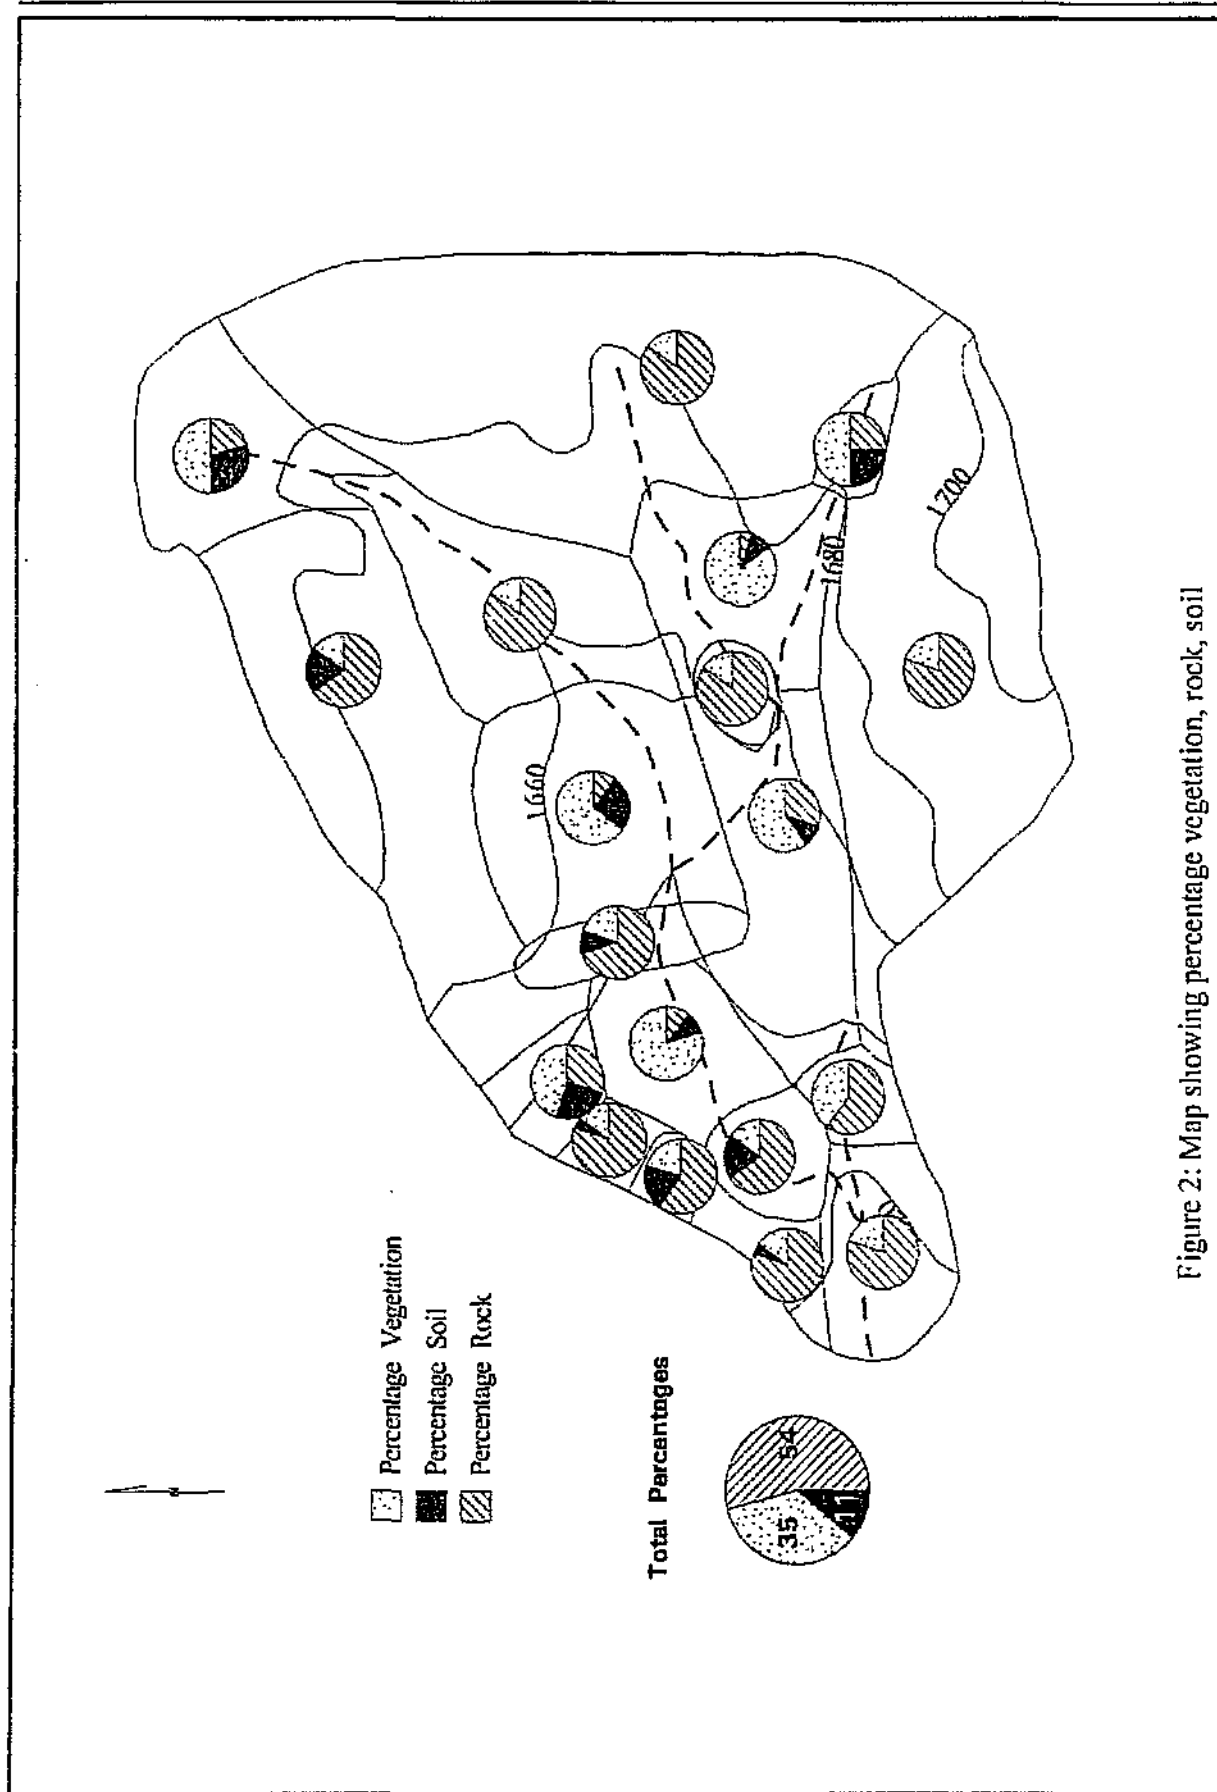 1660
1680
1700
Percentage Vegetation
Percentage Soil
Percentage Rock
Total Percentages
54
35
11
Figure 2: Map showing percentage vegetation, rock, soil